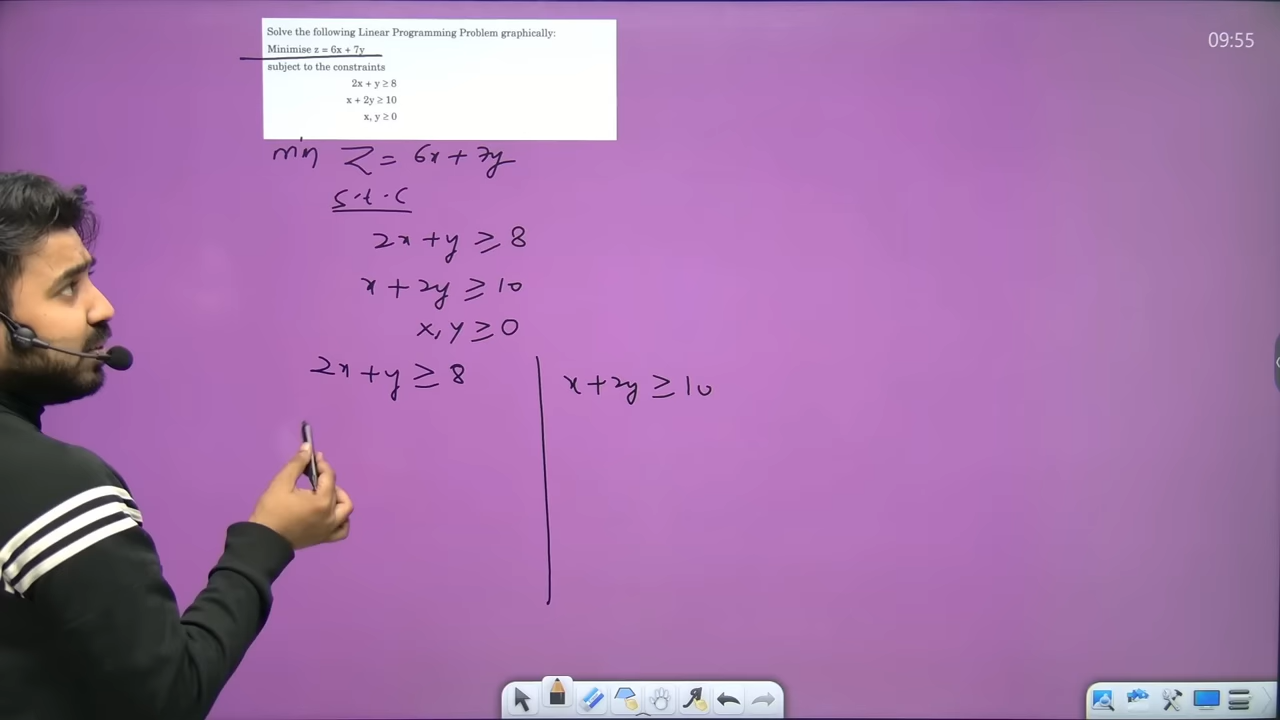 09:55
Solve the following Linear Programming Problem graphically:
Minimise z = 6x + 7y
subject to the constraints
2x + y ≥ 8
x + 2y ≥ 10
x, y ≥ 0
min Z = 6x + 7y
S.t.C
2x + y ≥ 8
x + 2y ≥ 10
x, y ≥ 0
2x + y ≥ 8
x + 2y ≥ 10